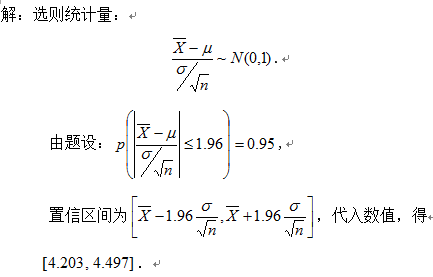 解：选则统计量：
$\frac{\overline{X}-\mu}{\sigma/\sqrt{n}} \sim N(0,1)$．
由题设：$p\left(\left|\frac{\overline{X}-\mu}{\sigma/\sqrt{n}}\right| \leq 1.96\right)=0.95$，
置信区间为$\left[\overline{X}-1.96\frac{\sigma}{\sqrt{n}},\overline{X}+1.96\frac{\sigma}{\sqrt{n}}\right]$，代入数值，得
[4.203, 4.497]．